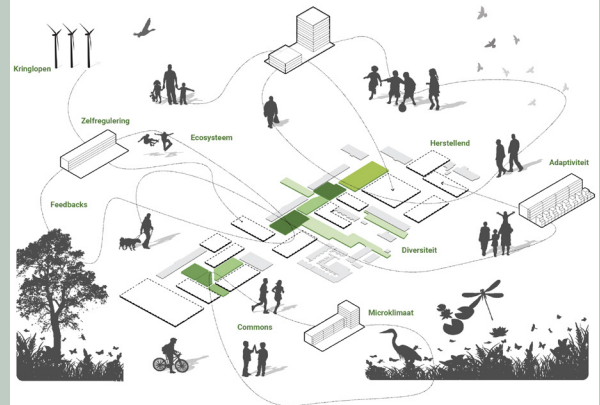 Kringlopen
Zelfregulering
Ecosysteem
Herstellend
Adaptiviteit
Feedbacks
Diversiteit
Microklimaat
Commons